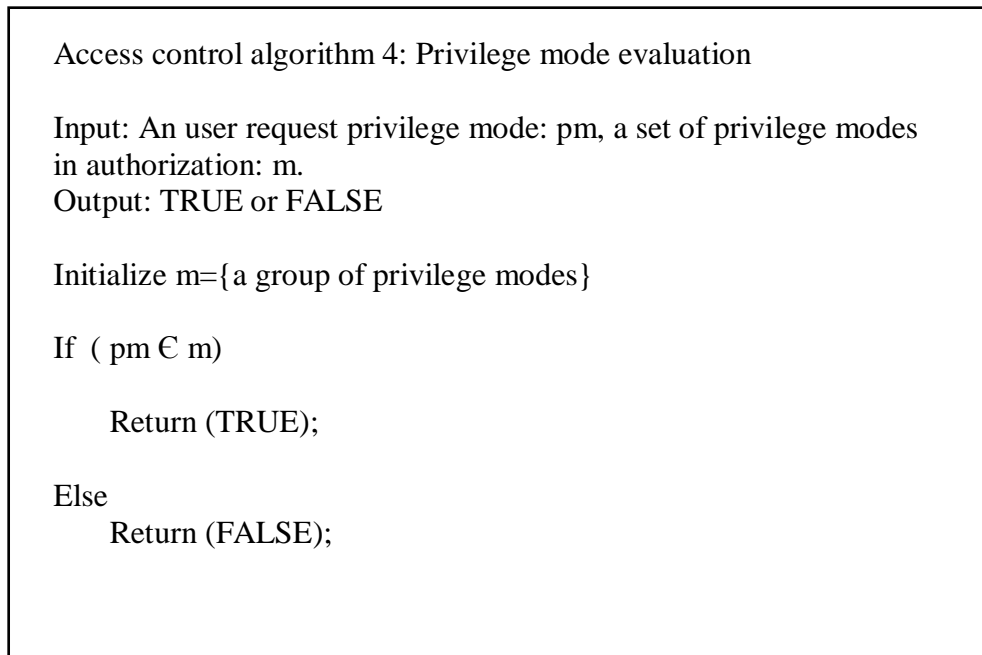 Access control algorithm 4: Privilege mode evaluation
Input: An user request privilege mode: pm, a set of privilege modes
in authorization: m.
Output: TRUE or FALSE
Initialize m={a group of privilege modes}
If ( pm Є m)
Return (TRUE);
Else
Return (FALSE);